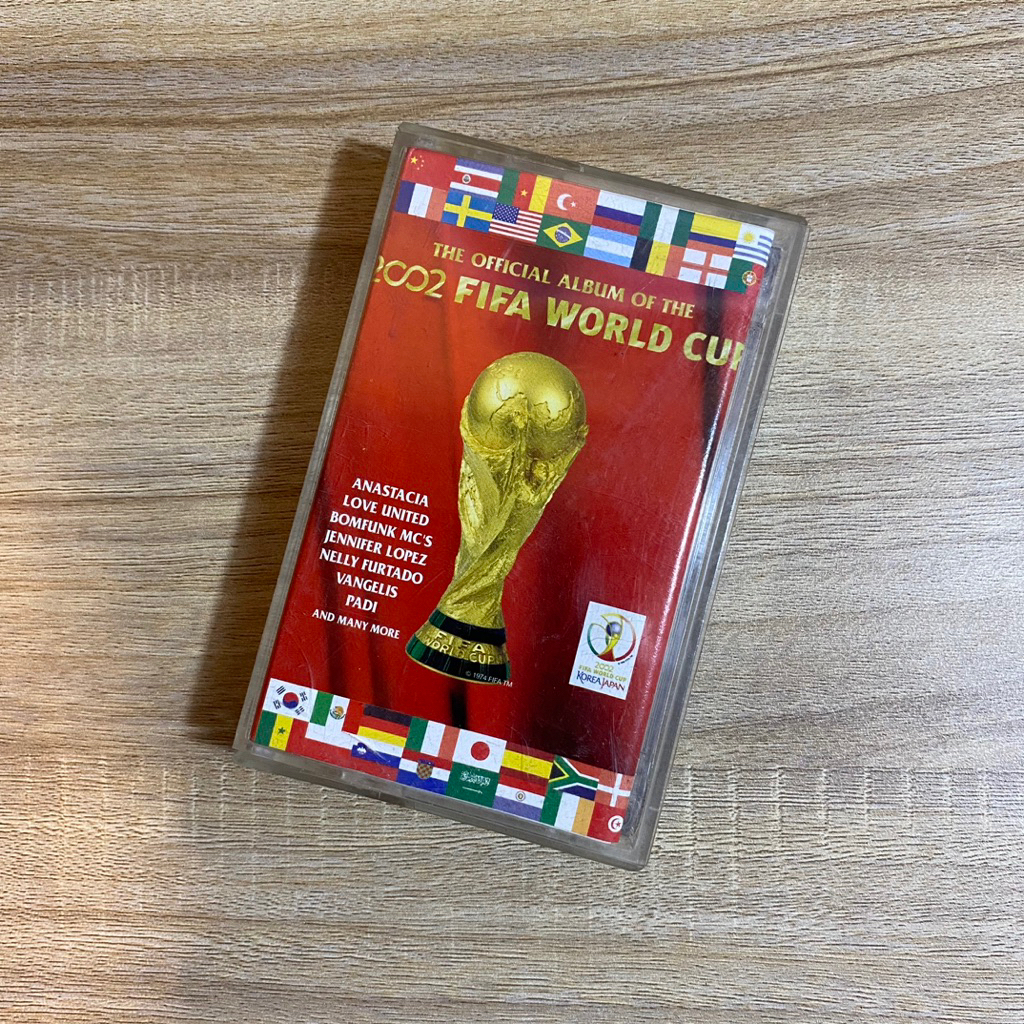 THE OFFICIAL ALBUM OF THE
2002 FIFA WORLD CUP
ANASTACIA
LOVE UNITED
BOMFUNK MC'S
JENNIFER LOPEZ
NELLY FURTADO
VANGELIS
PADI
AND MANY MORE
FIFA
WORLD CUP
© 1974 FIFA TM
2002
FIFA WORLD CUP
KOREA JAPAN